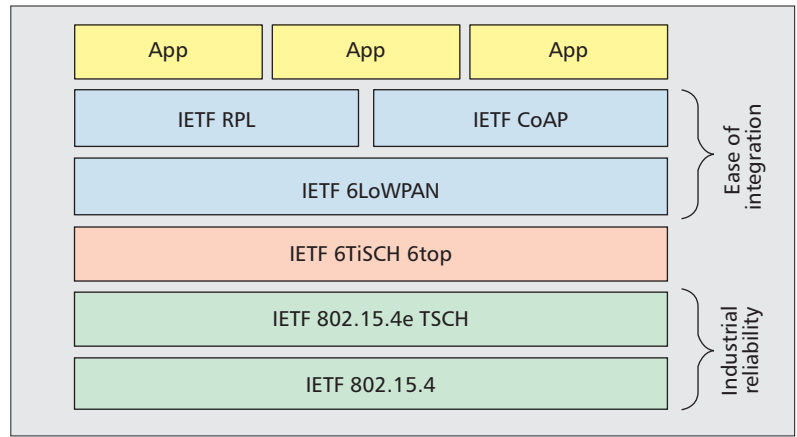 App
App
App
IETF RPL
IETF CoAP
IETF 6LoWPAN
Ease of
integration
IETF 6TiSCH 6top
IETF 802.15.4e TSCH
IETF 802.15.4
Industrial
reliability